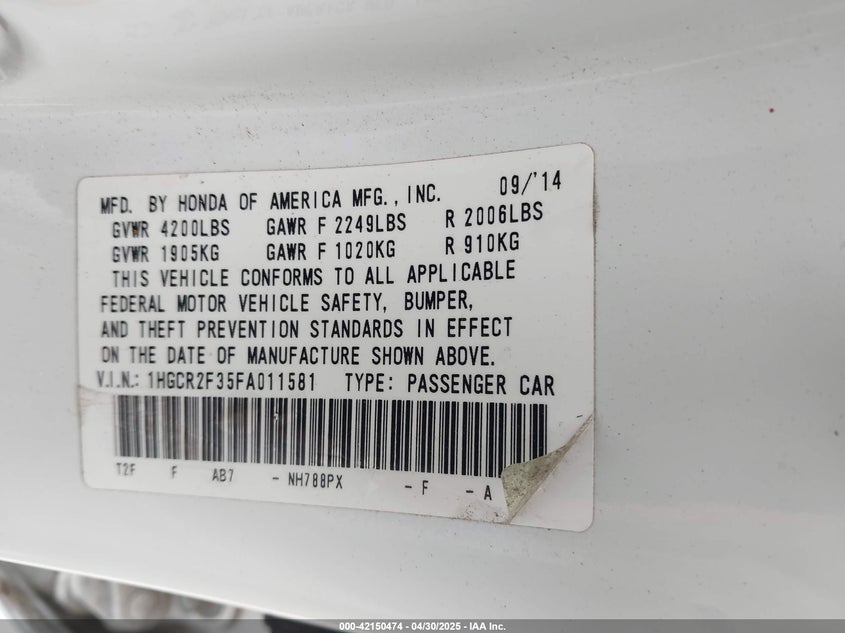 MFD. BY HONDA OF AMERICA MFG., INC. 09/'14
GVWR 4200LBS GAWR F 2249LBS R 2006LBS
GVWR 1905KG GAWR F 1020KG R 910KG
THIS VEHICLE CONFORMS TO ALL APPLICABLE
FEDERAL MOTOR VEHICLE SAFETY, BUMPER,
AND THEFT PREVENTION STANDARDS IN EFFECT
ON THE DATE OF MANUFACTURE SHOWN ABOVE.
V.I.N.: 1HGCR2F35FA011581 TYPE: PASSENGER CAR
T2F F AB7 - NH788PX - F - A
000-42150474 - 04/30/2025 - IAA Inc.